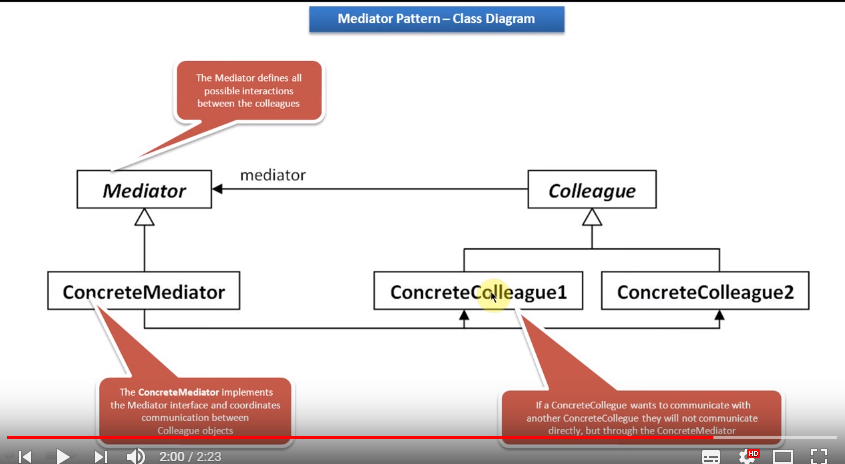 Mediator Pattern – Class Diagram
The Mediator defines all
possible interactions
between the colleagues
mediator
Mediator
Colleague
ConcreteMediator
ConcreteColleague1
ConcreteColleague2
The ConcreteMediator implements
the Mediator interface and coordinates
communication between
Colleague objects
If a ConcreteCollegue wants to communicate with
another ConcreteCollegue they will not communicate
directly, but through the ConcreteMediator
2:00 / 2:23
HD